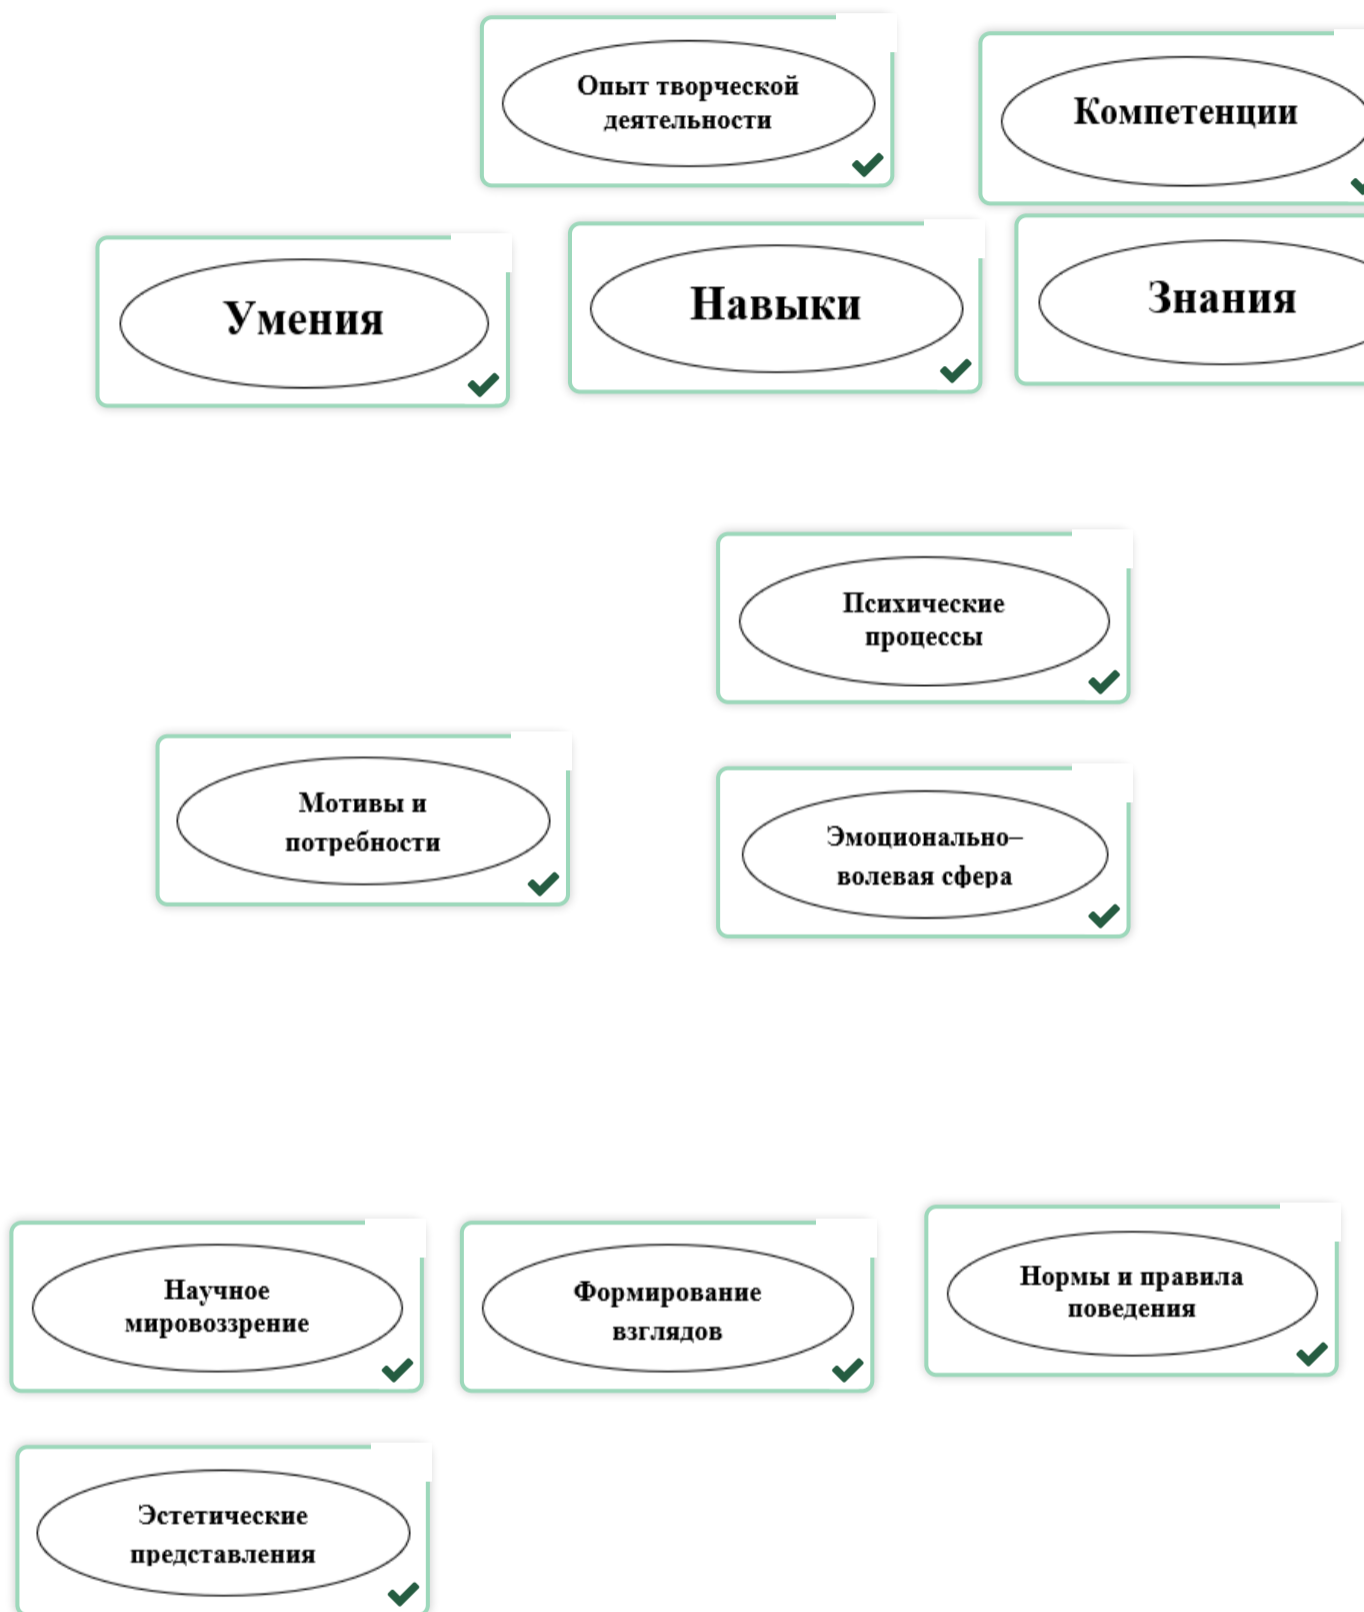 Опыт творческой
деятельности
Компетенции
Умения
Навыки
Знания
Психические
процессы
Мотивы и
потребности
Эмоционально–
волевая сфера
Научное
мировоззрение
Формирование
взглядов
Нормы и правила
поведения
Эстетические
представления